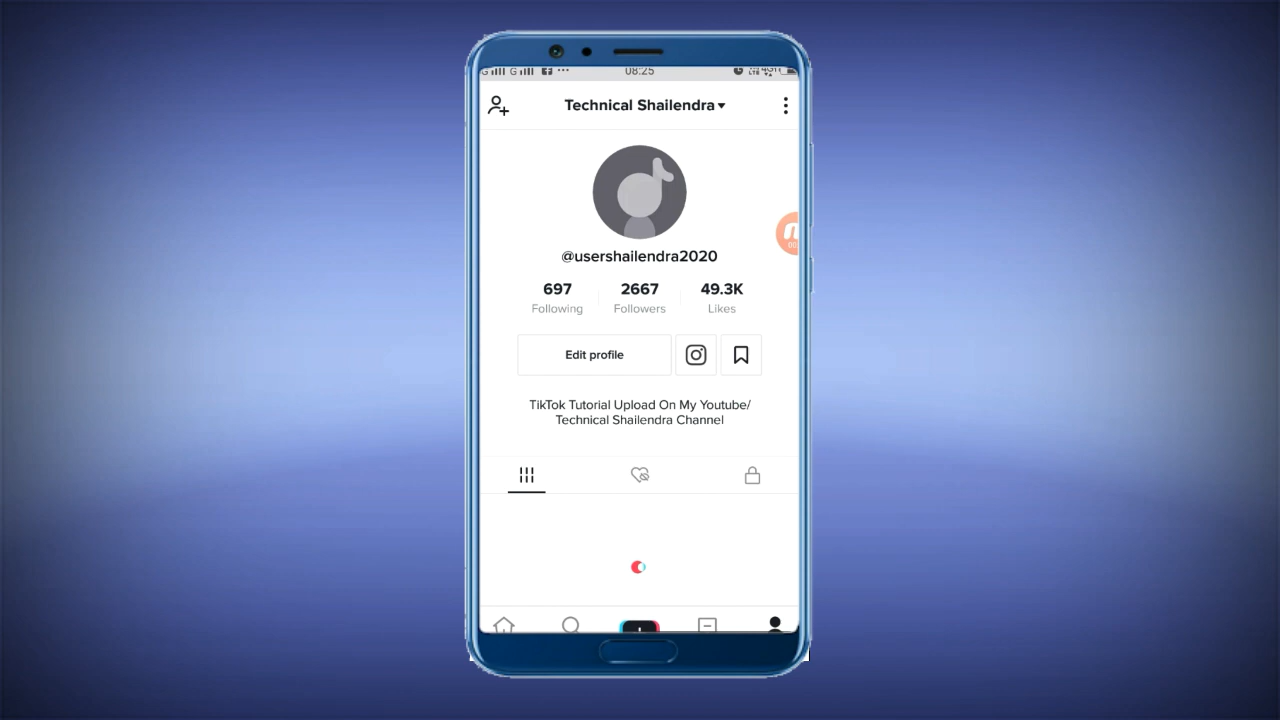 08:25
Technical Shailendra
@usershailendra2020
697 2667 49.3K
Following Followers Likes
Edit profile
TikTok Tutorial Upload On My Youtube/
Technical Shailendra Channel